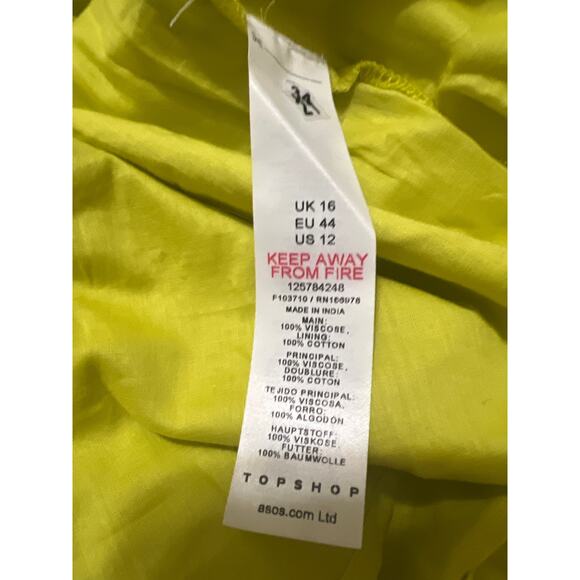 UK 16
EU 44
US 12
KEEP AWAY
FROM FIRE
125784248
F103710 / RN166978
MADE IN INDIA
MAIN:
100% VISCOSE,
LINING:
100% COTTON
PRINCIPAL:
100% VISCOSE,
DOUBLURE:
100% COTON
TEJIDO PRINCIPAL:
100% VISCOSA,
FORRO:
100% ALGODÓN
HAUPTSTOFF:
100% VISKOSE,
FUTTER:
100% BAUMWOLLE
TOPSHOP
asos.com Ltd